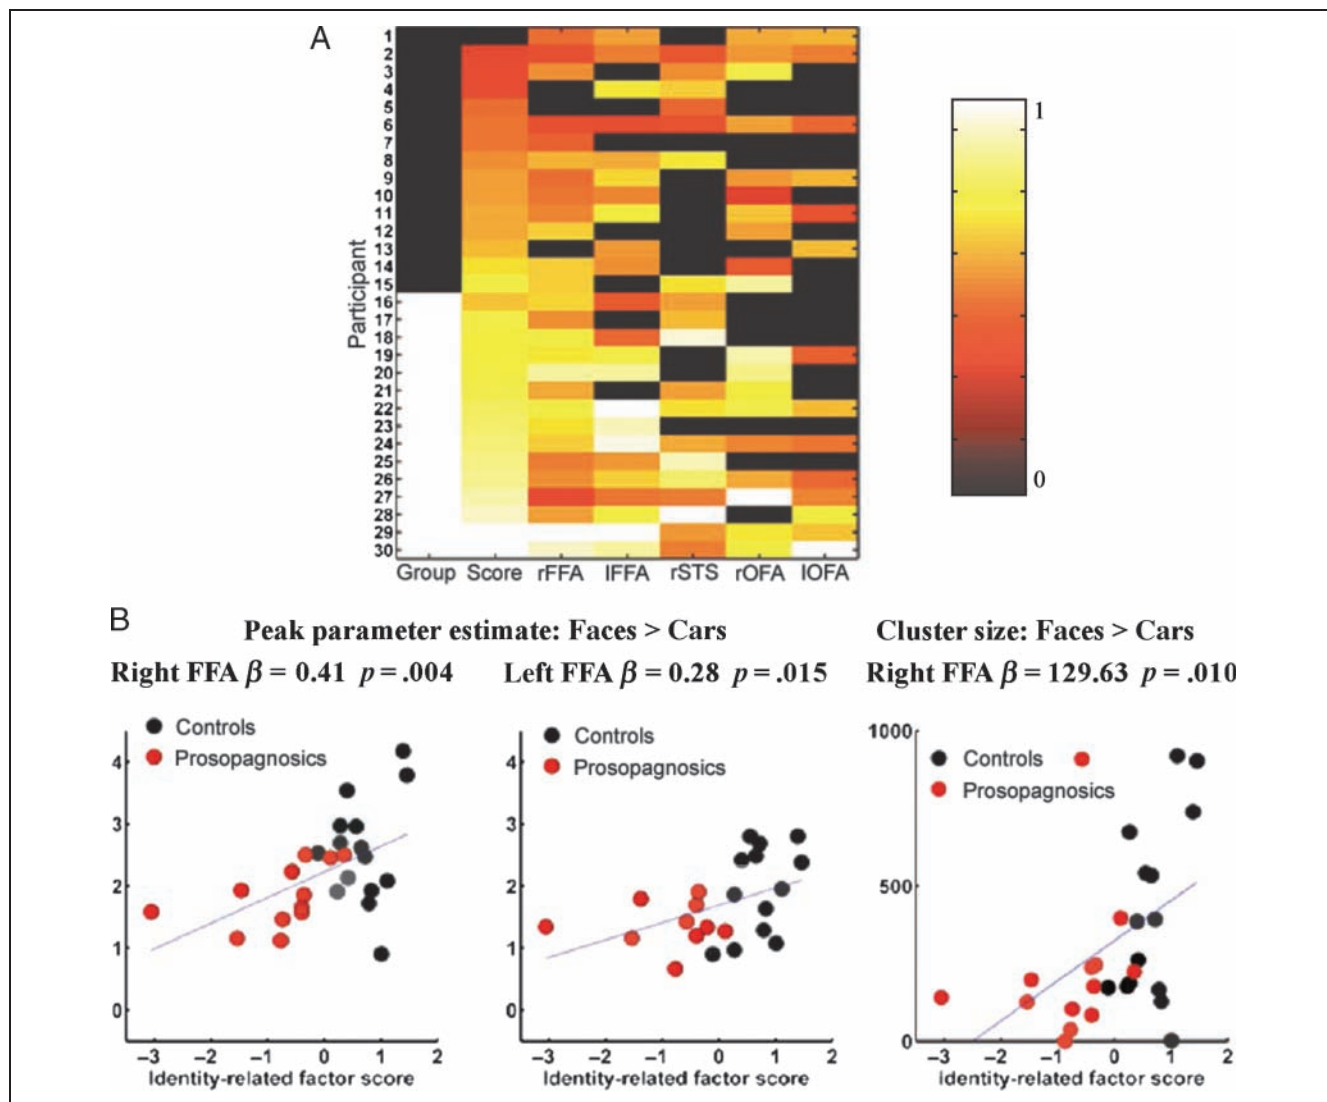 A
1
2
3
4
5
6
7
8
9
10
11
12
13
14
15
16
17
18
19
20
21
22
23
24
25
26
27
28
29
30
Participant
Group Score rFFA lFFA rSTS rOFA lOFA
1
0
B
Peak parameter estimate: Faces > Cars
Cluster size: Faces > Cars
Right FFA β = 0.41 p = .004
Left FFA β = 0.28 p = .015
Right FFA β = 129.63 p = .010
Controls
Prosopagnosics
4
3
2
1
0
−3 −2 −1 0 1 2
Identity-related factor score
Controls
Prosopagnosics
4
3
2
1
0
−3 −2 −1 0 1 2
Identity-related factor score
1000
Controls
Prosopagnosics
500
0
−3 −2 −1 0 1 2
Identity-related factor score